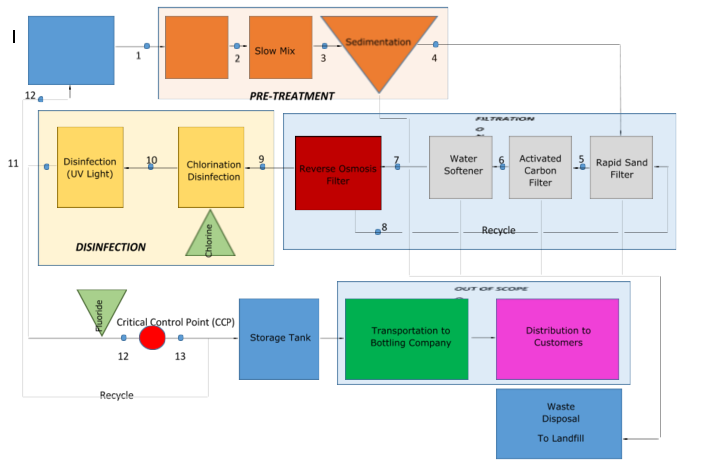 1
2
Slow Mix
3
Sedimentation
4
PRE-TREATMENT
12
FILTRATION
11
Disinfection
(UV Light)
10
Chlorination
Disinfection
9
Reverse Osmosis
Filter
7
Water
Softener
6
Activated
Carbon
Filter
5
Rapid Sand
Filter
Chlorine
DISINFECTION
8
Recycle
OUT OF SCOPE
Fluoride
Critical Control Point (CCP)
12
13
Storage Tank
Transportation to
Bottling Company
Distribution to
Customers
Recycle
Waste
Disposal
To Landfill